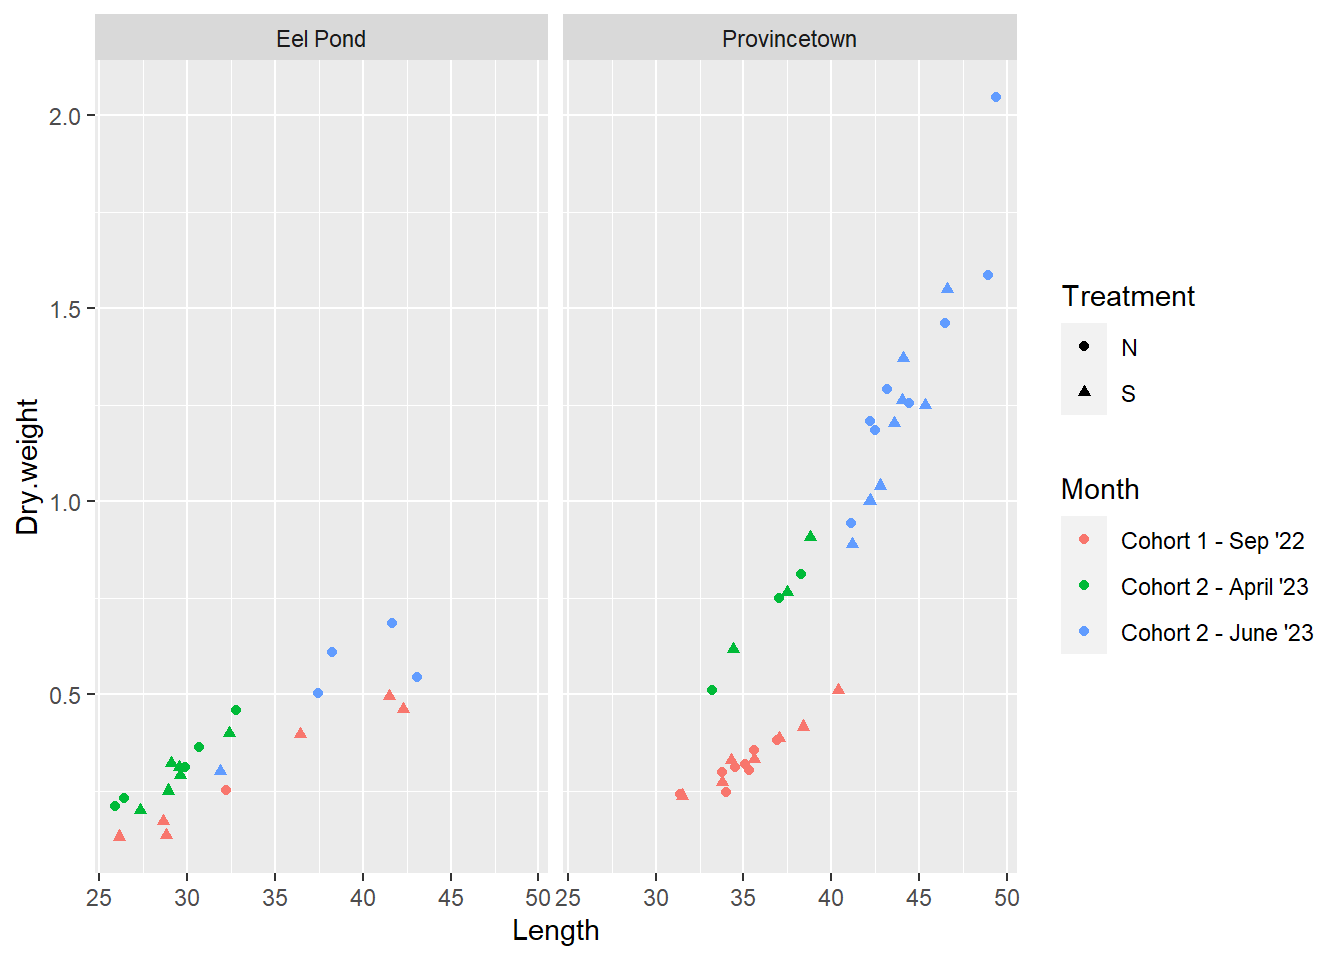 Eel Pond
Provincetown
2.0
1.5
1.0
0.5
Dry.weight
25 30 35 40 45 50
25 30 35 40 45 50
Length
Treatment
N
S
Month
Cohort 1 - Sep '22
Cohort 2 - April '23
Cohort 2 - June '23